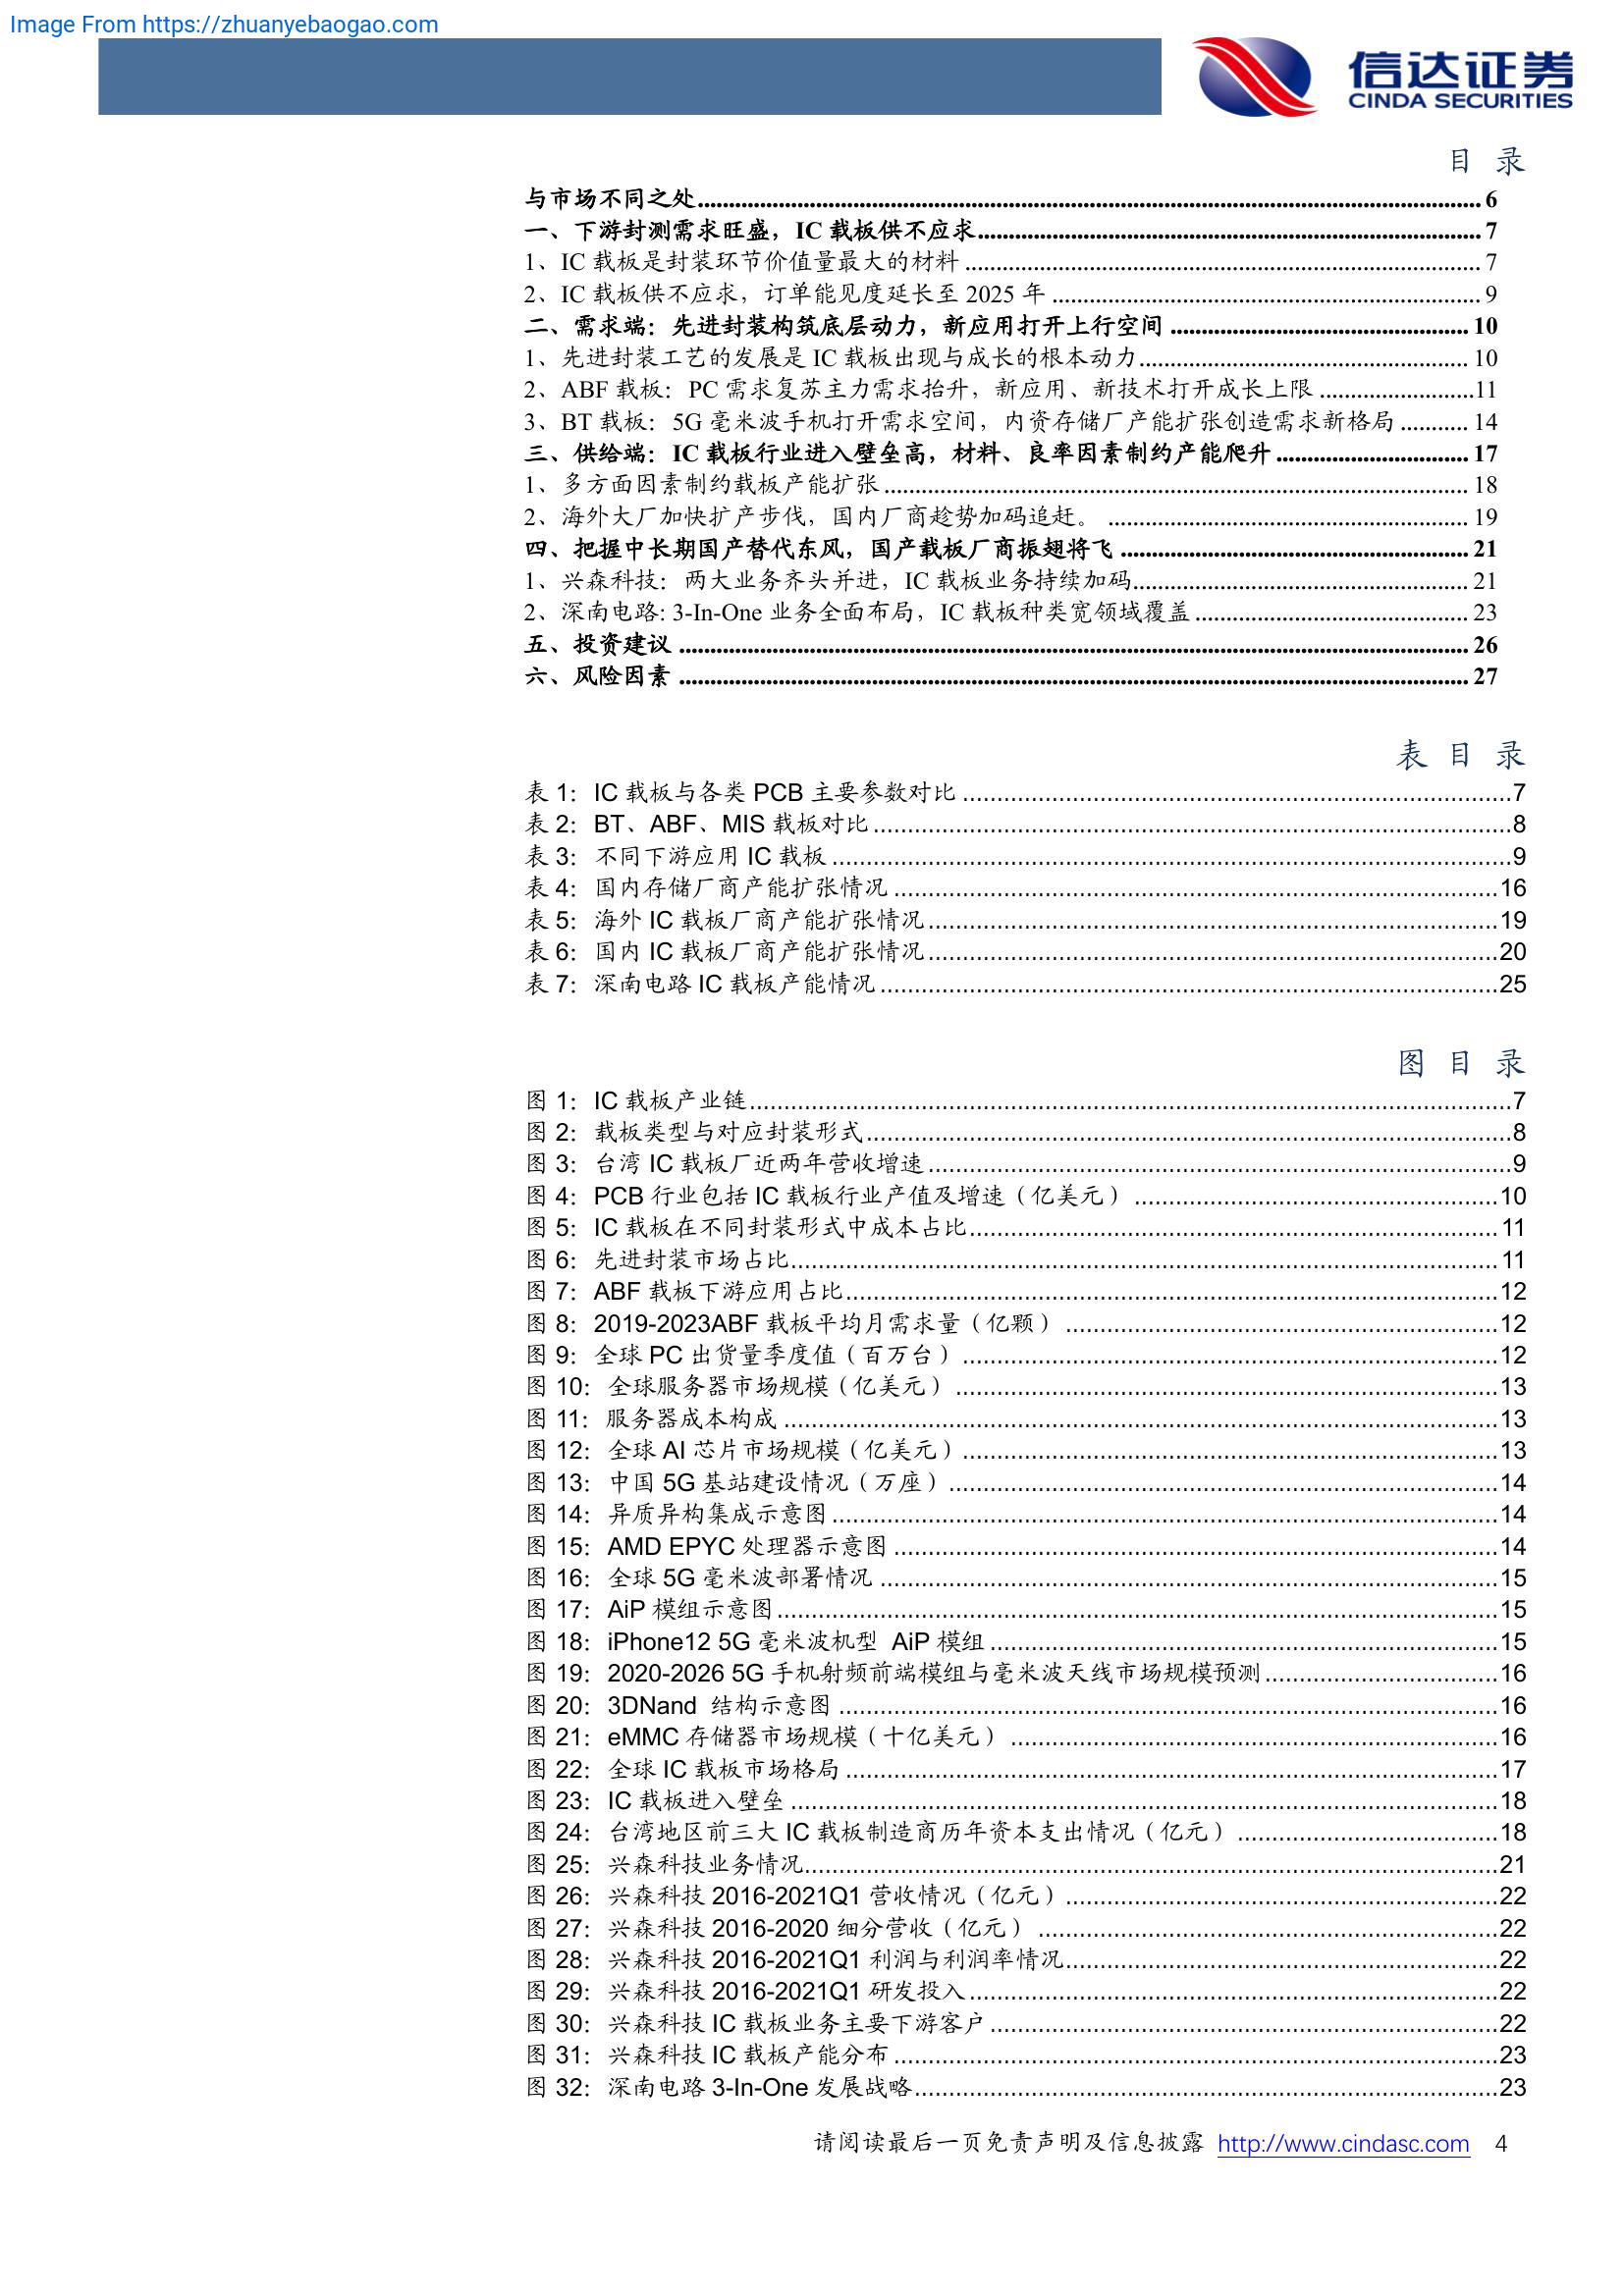 Image From https://zhuanyebaogao.com
信达证券
CINDA SECURITIES
目 录
与市场不同之处 6
一、下游封测需求旺盛，IC 载板供不应求 7
1、IC 载板是封装环节价值量最大的材料 7
2、IC 载板供不应求，订单能见度延长至 2025 年 9
二、需求端：先进封装构筑底层动力，新应用打开上行空间 10
1、先进封装工艺的发展是 IC 载板出现与成长的根本动力 10
2、ABF 载板：PC 需求复苏主力需求抬升，新应用、新技术打开成长上限 11
3、BT 载板：5G 毫米波手机打开需求空间，内资存储厂产能扩张创造需求新格局 14
三、供给端：IC 载板行业进入壁垒高，材料、良率因素制约产能爬升 17
1、多方面因素制约载板产能扩张 18
2、海外大厂加快扩产步伐，国内厂商趁势加码追赶。 19
四、把握中长期国产替代东风，国产载板厂商振翅将飞 21
1、兴森科技：两大业务齐头并进，IC 载板业务持续加码 21
2、深南电路: 3-In-One 业务全面布局，IC 载板种类宽领域覆盖 23
五、投资建议 26
六、风险因素 27
表 目 录
表 1：IC 载板与各类 PCB 主要参数对比 7
表 2：BT、ABF、MIS 载板对比 8
表 3：不同下游应用 IC 载板 9
表 4：国内存储厂商产能扩张情况 16
表 5：海外 IC 载板厂商产能扩张情况 19
表 6：国内 IC 载板厂商产能扩张情况 20
表 7：深南电路 IC 载板产能情况 25
图 目 录
图 1：IC 载板产业链 7
图 2：载板类型与对应封装形式 8
图 3：台湾 IC 载板厂近两年营收增速 9
图 4：PCB 行业包括 IC 载板行业产值及增速（亿美元） 10
图 5：IC 载板在不同封装形式中成本占比 11
图 6：先进封装市场占比 11
图 7：ABF 载板下游应用占比 12
图 8：2019-2023ABF 载板平均月需求量（亿颗） 12
图 9：全球 PC 出货量季度值（百万台） 12
图 10：全球服务器市场规模（亿美元） 13
图 11：服务器成本构成 13
图 12：全球 AI 芯片市场规模（亿美元） 13
图 13：中国 5G 基站建设情况（万座） 14
图 14：异质异构集成示意图 14
图 15：AMD EPYC 处理器示意图 14
图 16：全球 5G 毫米波部署情况 15
图 17：AiP 模组示意图 15
图 18：iPhone12 5G 毫米波机型 AiP 模组 15
图 19：2020-2026 5G 手机射频前端模组与毫米波天线市场规模预测 16
图 20：3DNand 结构示意图 16
图 21：eMMC 存储器市场规模（十亿美元） 16
图 22：全球 IC 载板市场格局 17
图 23：IC 载板进入壁垒 18
图 24：台湾地区前三大 IC 载板制造商历年资本支出情况（亿元） 18
图 25：兴森科技业务情况 21
图 26：兴森科技 2016-2021Q1 营收情况（亿元） 22
图 27：兴森科技 2016-2020 细分营收（亿元） 22
图 28：兴森科技 2016-2021Q1 利润与利润率情况 22
图 29：兴森科技 2016-2021Q1 研发投入 22
图 30：兴森科技 IC 载板业务主要下游客户 22
图 31：兴森科技 IC 载板产能分布 23
图 32：深南电路 3-In-One 发展战略 23
请阅读最后一页免责声明及信息披露 http://www.cindasc.com 4